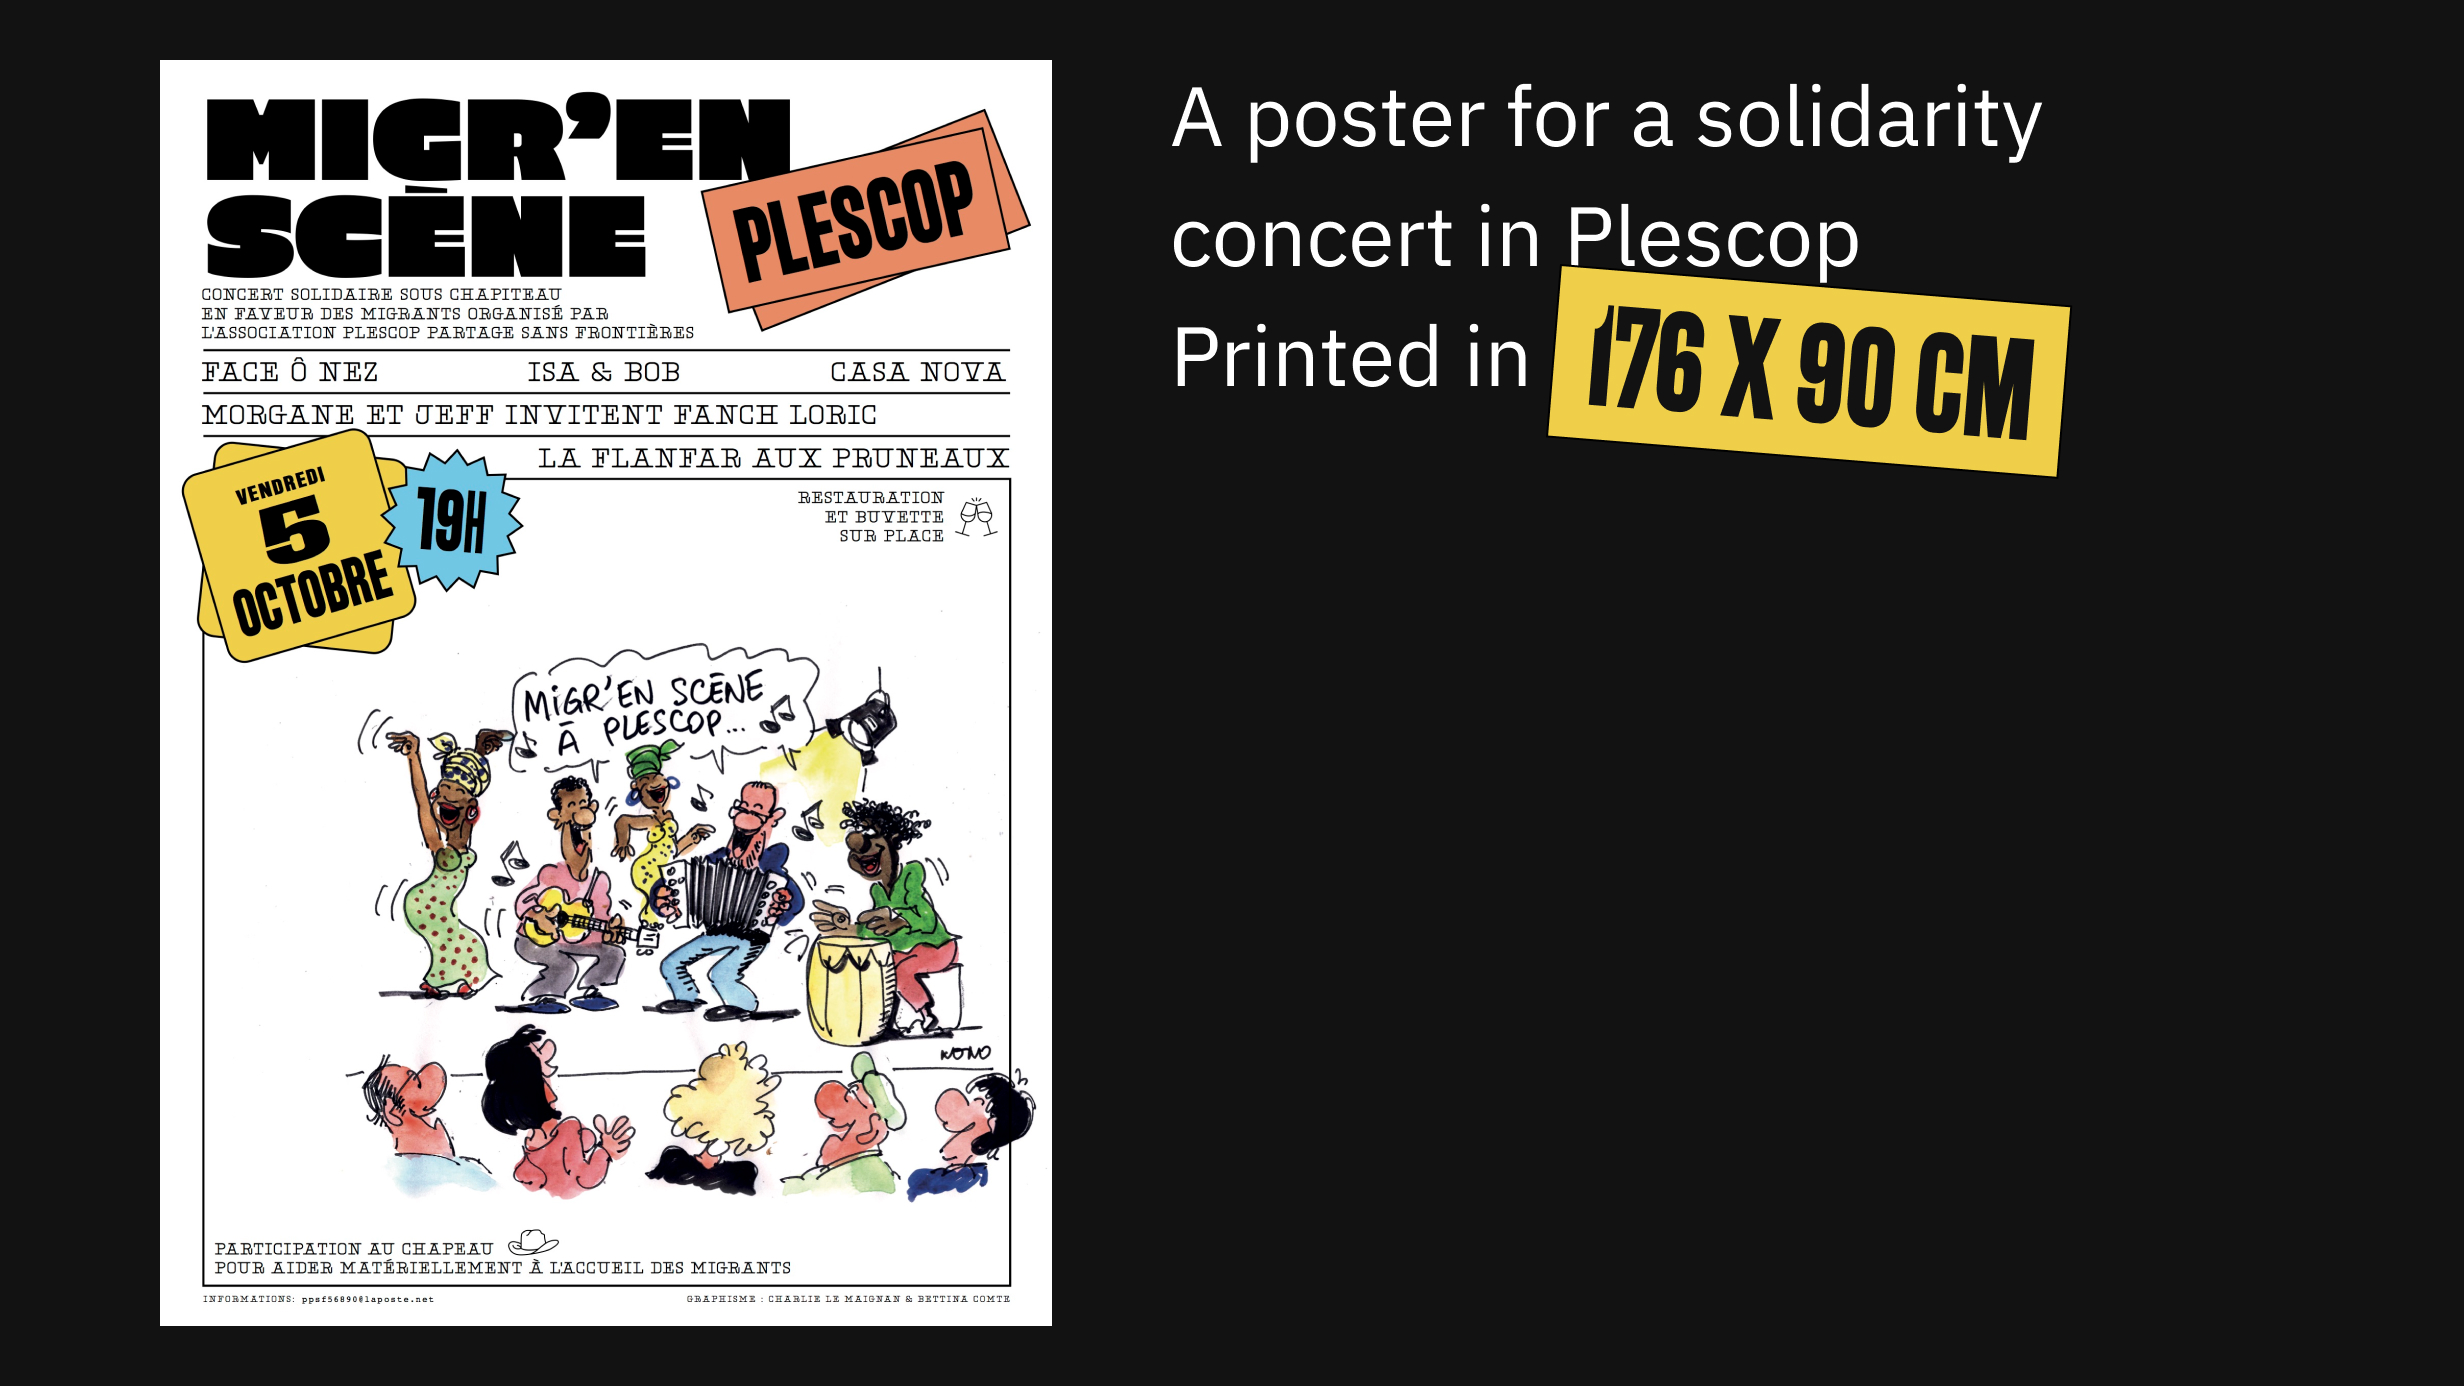 MIGR’EN
SCÈNE
PLESCOP
CONCERT SOLIDAIRE SOUS CHAPITEAU
EN FAVEUR DES MIGRANTS ORGANISÉ PAR
L'ASSOCIATION PLESCOP PARTAGE SANS FRONTIÈRES
FACE Ô NEZ ISA & BOB CASA NOVA
MORGANE ET JEFF INVITENT FANCH LORIC
LA FLANFAR AUX PRUNEAUX
VENDREDI
5
OCTOBRE
19H
RESTAURATION
ET BUVETTE
SUR PLACE
MiGR'EN SCÈNE
À PLESCOP...
NONO
PARTICIPATION AU CHAPEAU
POUR AIDER MATÉRIELLEMENT À L'ACCUEIL DES MIGRANTS
INFORMATIONS: ppsf56890@laposte.net
GRAPHISME : CHARLIE LE MAIGNAN & BETTINA COMTE
A poster for a solidarity
concert in Plescop
Printed in 176 X 90 CM